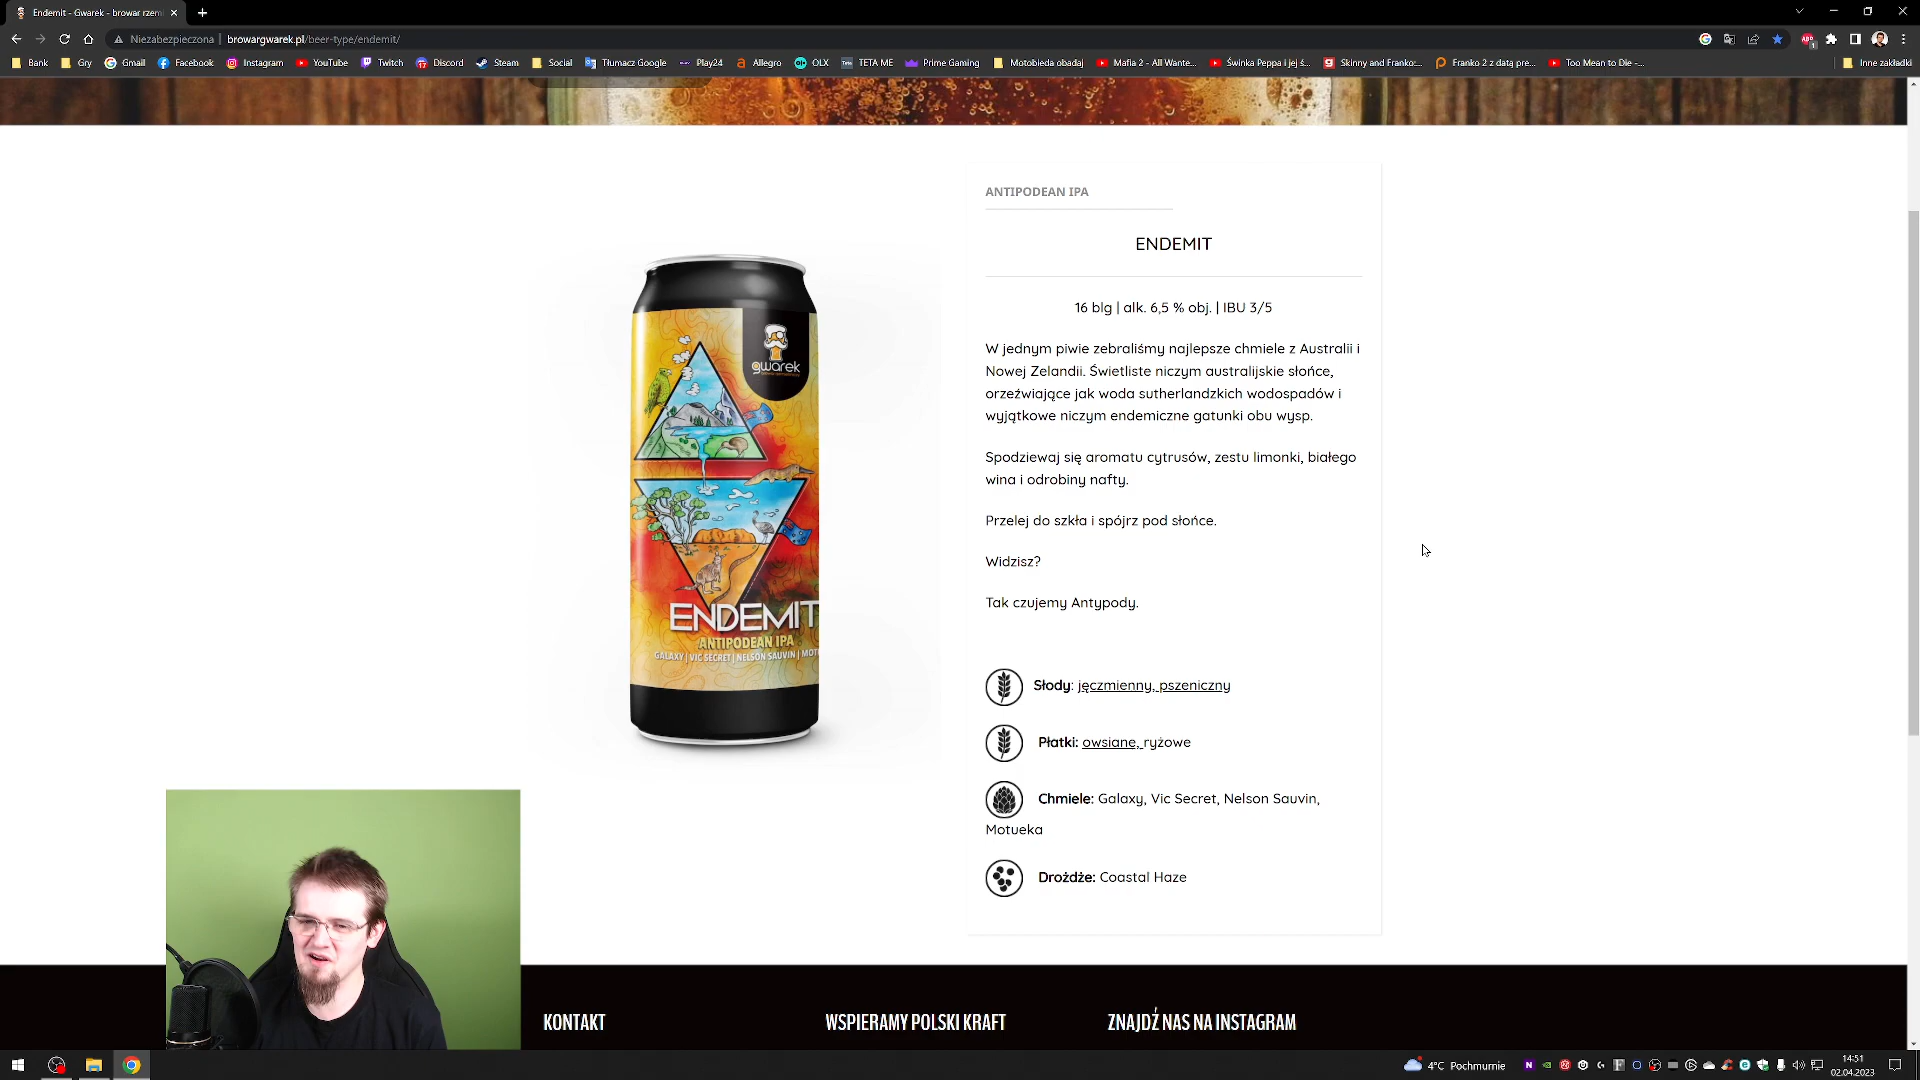 Endemit - Gwarek - browar rzemi
Niezabezpieczona | browargwarek.pl/beer-type/endemit/
Bank Gry Gmail Facebook Instagram YouTube Twitch Discord Steam Social Tłumacz Google Play24 Allegro OLX TETA ME Prime Gaming Motobieda obadaj Mafia 2 - All Wante... Świnka Peppa i jej ś... Skinny and Franko:... Franko 2 z datą pre... Too Mean to Die -... Inne zakładki
ANTIPODEAN IPA
ENDEMIT
16 blg | alk. 6,5 % obj. | IBU 3/5
W jednym piwie zebraliśmy najlepsze chmiele z Australii i
Nowej Zelandii. Świetliste niczym australijskie słońce,
orzeźwiające jak woda sutherlandzkich wodospadów i
wyjątkowe niczym endemiczne gatunki obu wysp.
Spodziewaj się aromatu cytrusów, zestu limonki, białego
wina i odrobiny nafty.
Przelej do szkła i spójrz pod słońce.
Widzisz?
Tak czujemy Antypody.
Słody: jęczmienny, pszeniczny
Płatki: owsiane, ryżowe
Chmiele: Galaxy, Vic Secret, Nelson Sauvin,
Motueka
Drożdże: Coastal Haze
gwarek
ENDEMIT
ANTIPODEAN IPA
GALAXY | VIC SECRET | NELSON SAUVIN | MOT
KONTAKT
WSPIERAMY POLSKI KRAFT
ZNAJDŹ NAS NA INSTAGRAM
4°C Pochmurnie
14:51
02.04.2023